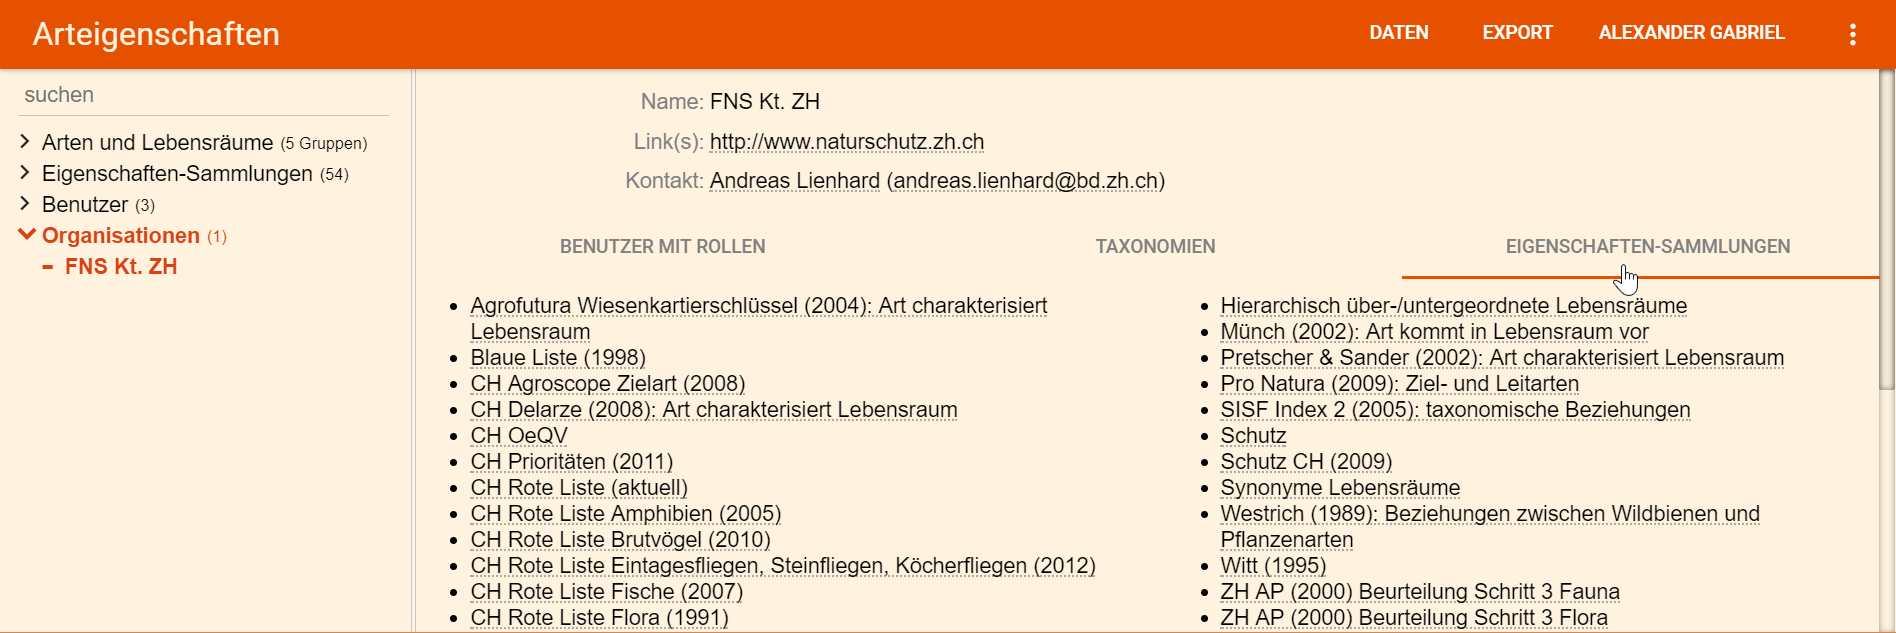 Arteigenschaften
DATEN
EXPORT
ALEXANDER GABRIEL
suchen
Arten und Lebensräume (5 Gruppen)
Eigenschaften-Sammlungen (54)
Benutzer (3)
Organisationen (1)
FNS Kt. ZH
Name: FNS Kt. ZH
Link(s): http://www.naturschutz.zh.ch
Kontakt: Andreas Lienhard (andreas.lienhard@bd.zh.ch)
BENUTZER MIT ROLLEN
TAXONOMIEN
EIGENSCHAFTEN-SAMMLUNGEN
Agrofutura Wiesenkartierschlüssel (2004): Art charakterisiert
Lebensraum
Blaue Liste (1998)
CH Agroscope Zielart (2008)
CH Delarze (2008): Art charakterisiert Lebensraum
CH OeQV
CH Prioritäten (2011)
CH Rote Liste (aktuell)
CH Rote Liste Amphibien (2005)
CH Rote Liste Brutvögel (2010)
CH Rote Liste Eintagesfliegen, Steinfliegen, Köcherfliegen (2012)
CH Rote Liste Fische (2007)
CH Rote Liste Flora (1991)
Hierarchisch über-/untergeordnete Lebensräume
Münch (2002): Art kommt in Lebensraum vor
Pretscher & Sander (2002): Art charakterisiert Lebensraum
Pro Natura (2009): Ziel- und Leitarten
SISF Index 2 (2005): taxonomische Beziehungen
Schutz
Schutz CH (2009)
Synonyme Lebensräume
Westrich (1989): Beziehungen zwischen Wildbienen und
Pflanzenarten
Witt (1995)
ZH AP (2000) Beurteilung Schritt 3 Fauna
ZH AP (2000) Beurteilung Schritt 3 Flora